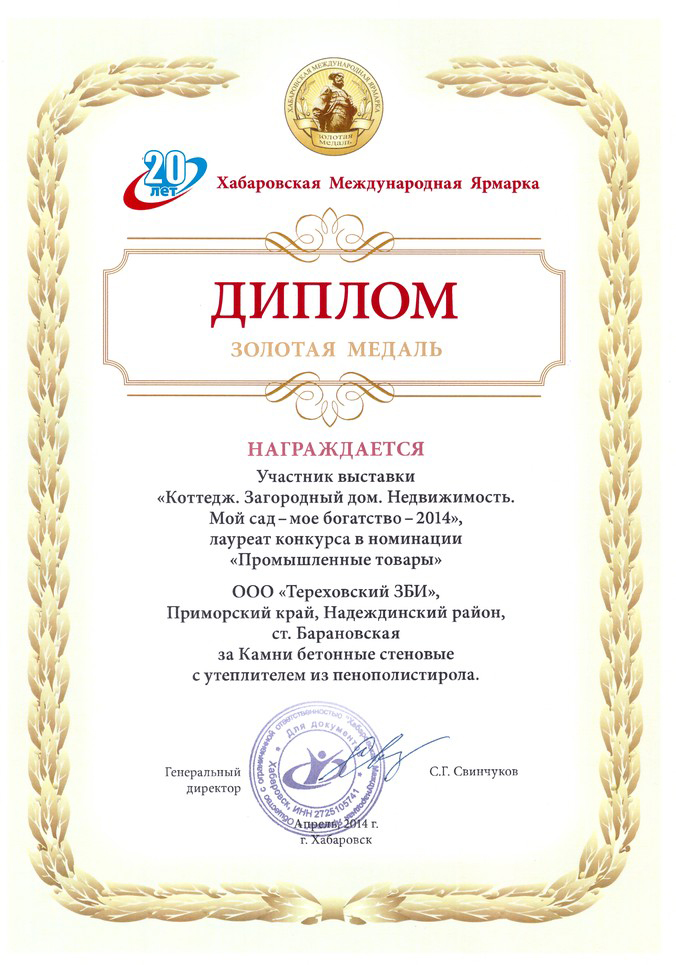 ХАБАРОВСКАЯ МЕЖДУНАРОДНАЯ ЯРМАРКА
ЗОЛОТАЯ
МЕДАЛЬ
20
лет
Хабаровская Международная Ярмарка
ДИПЛОМ
ЗОЛОТАЯ МЕДАЛЬ
НАГРАЖДАЕТСЯ
Участник выставки
«Коттедж. Загородный дом. Недвижимость.
Мой сад – мое богатство – 2014»,
лауреат конкурса в номинации
«Промышленные товары»
ООО «Тереховский ЗБИ»,
Приморский край, Надеждинский район,
ст. Барановская
за Камни бетонные стеновые
с утеплителем из пенополистирола.
Генеральный
директор
С.Г. Свинчуков
с ограниченной ответственностью
Для документов
Хабаровск, ИНН 2725105741
Апрель, 2014 г.
г. Хабаровск